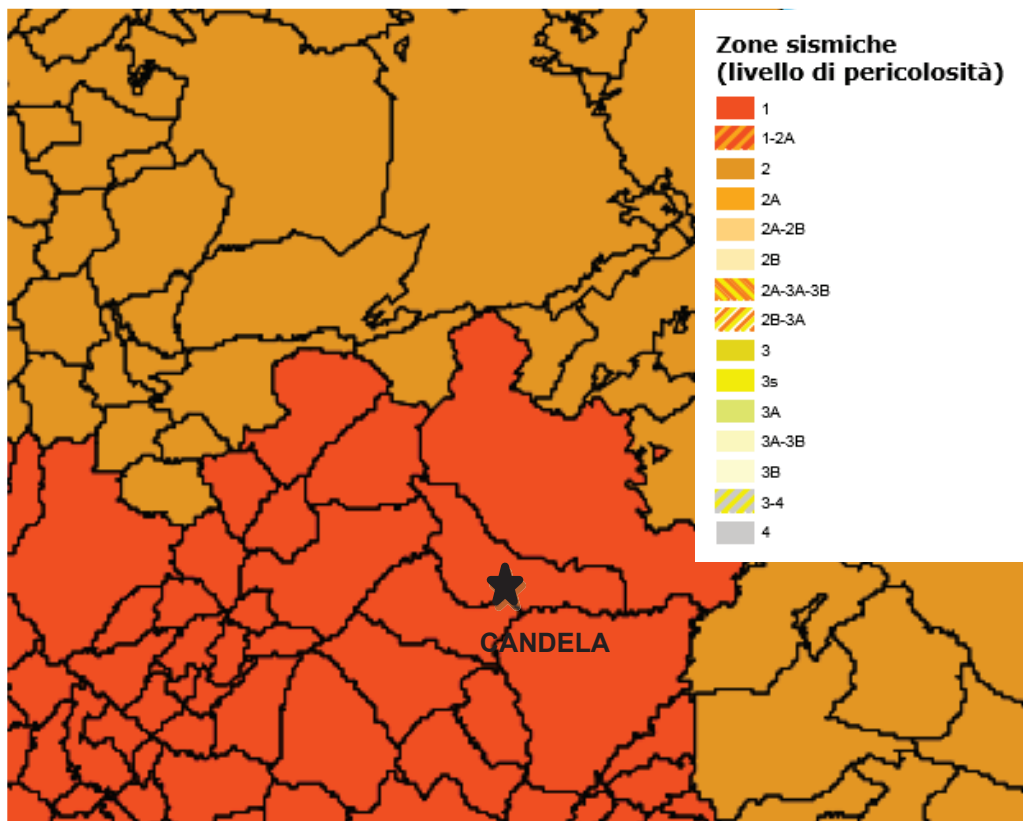 Zone sismiche
(livello di pericolosità)
1
1-2A
2
2A
2A-2B
2B
2A-3A-3B
2B-3A
3
3s
3A
3A-3B
3B
3-4
4
CANDELA